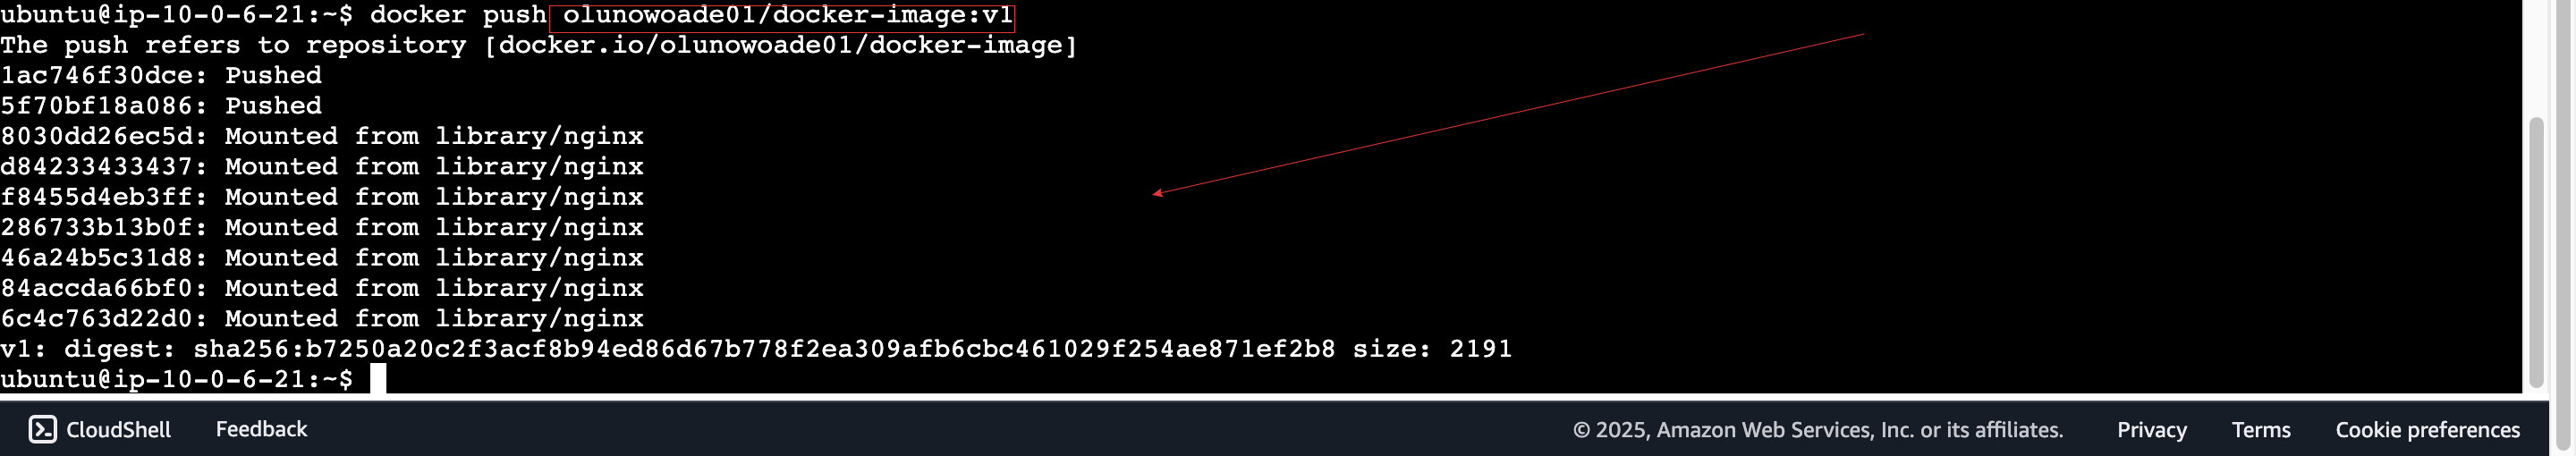 ubuntu@ip-10-0-6-21:~$ docker push olunowoade01/docker-image:v1
The push refers to repository [docker.io/olunowoade01/docker-image]
1ac746f30dce: Pushed
5f70bf18a086: Pushed
8030dd26ec5d: Mounted from library/nginx
d84233433437: Mounted from library/nginx
f8455d4eb3ff: Mounted from library/nginx
286733b13b0f: Mounted from library/nginx
46a24b5c31d8: Mounted from library/nginx
84accda66bf0: Mounted from library/nginx
6c4c763d22d0: Mounted from library/nginx
v1: digest: sha256:b7250a20c2f3acf8b94ed86d67b778f2ea309afb6cbc461029f254ae871ef2b8 size: 2191
ubuntu@ip-10-0-6-21:~$
CloudShell Feedback © 2025, Amazon Web Services, Inc. or its affiliates. Privacy Terms Cookie preferences